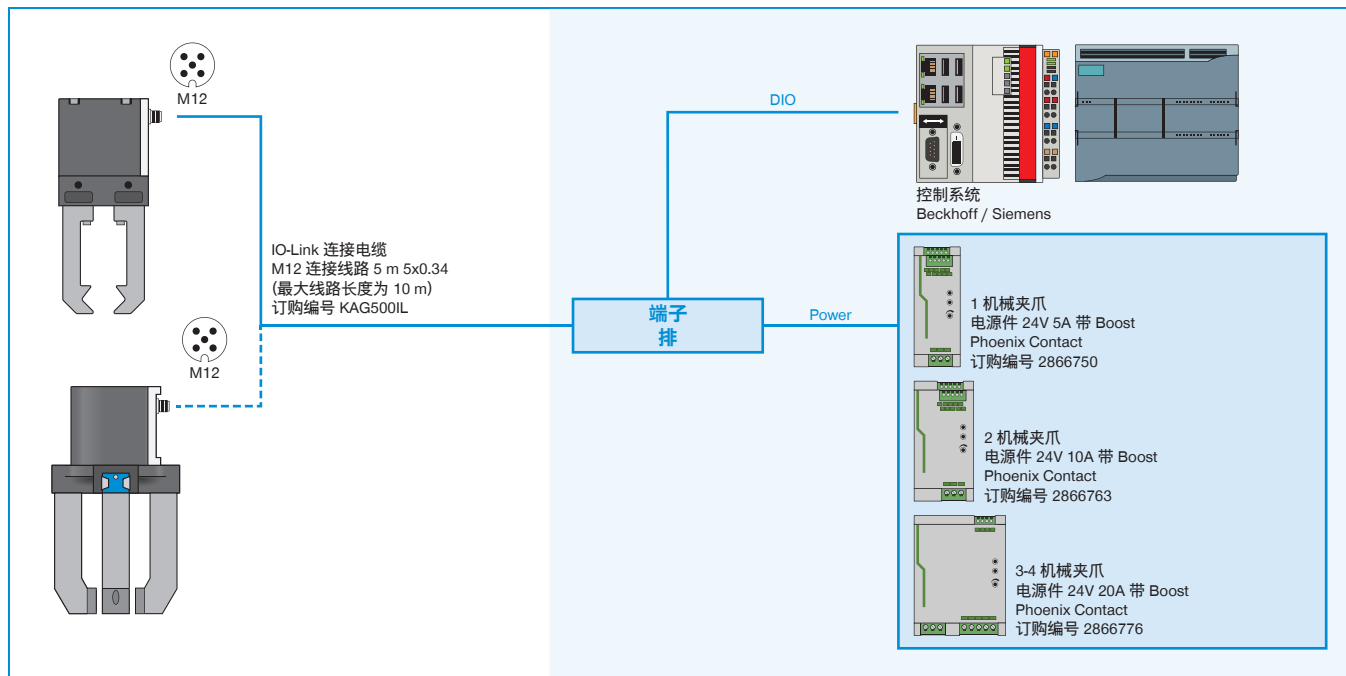 M12
DIO
控制系统
Beckhoff / Siemens
IO-Link 连接电缆
M12 连接线路 5 m 5x0.34
(最大线路长度为 10 m)
订购编号 KAG500IL
端子
排
Power
1 机械夹爪
电源件 24V 5A 带 Boost
Phoenix Contact
订购编号 2866750
M12
2 机械夹爪
电源件 24V 10A 带 Boost
Phoenix Contact
订购编号 2866763
3-4 机械夹爪
电源件 24V 20A 带 Boost
Phoenix Contact
订购编号 2866776